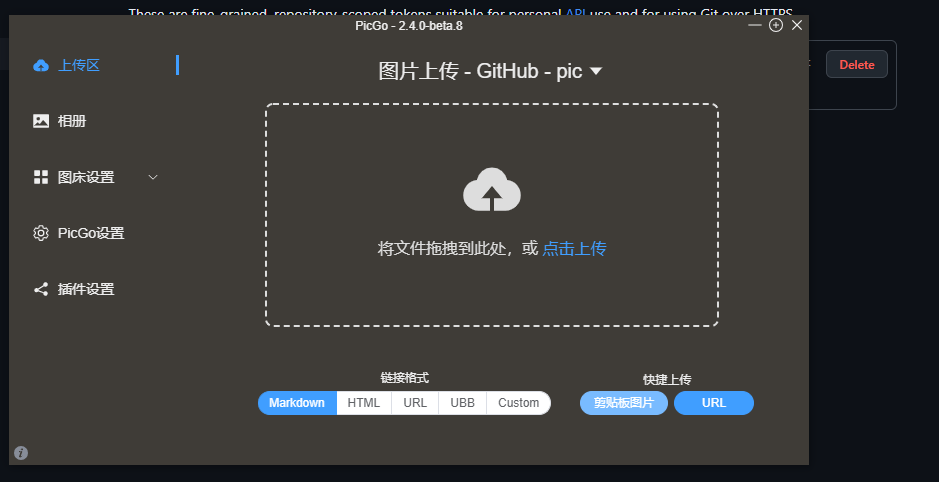 These are fine-grained, repository-scoped tokens suitable for personal API use and for using Git over HTTPS.
PicGo - 2.4.0-beta.8
上传区
相册
图床设置
PicGo设置
插件设置
图片上传 - GitHub - pic
将文件拖拽到此处，或 点击上传
链接格式
Markdown HTML URL UBB Custom
快捷上传
剪贴板图片 URL
Delete